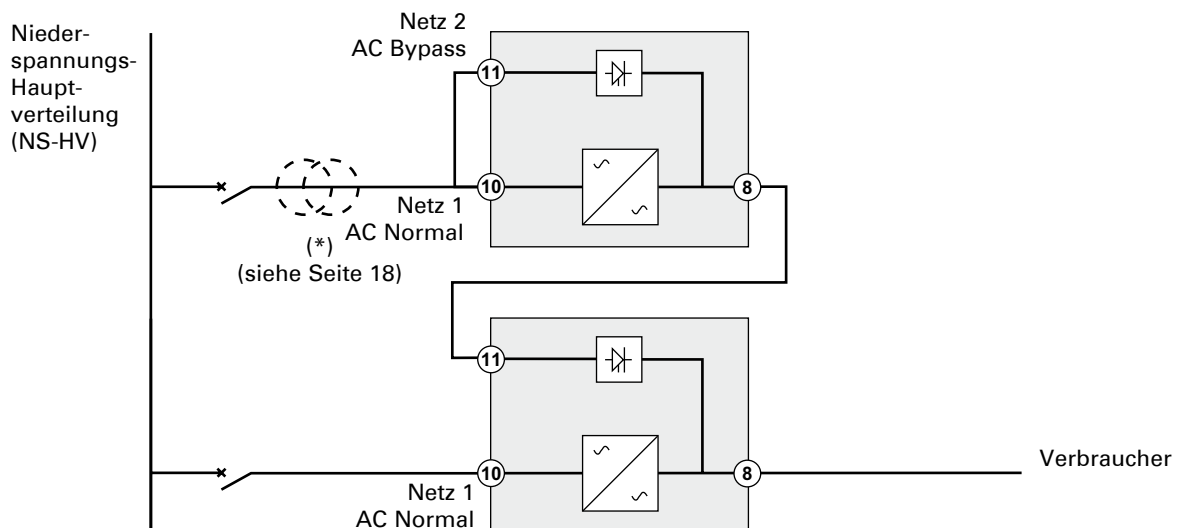 Nieder-
spannungs-
Haupt-
verteilung
(NS-HV)
Netz 2
AC Bypass
11
10
8
Netz 1
AC Normal
(*)
(siehe Seite 18)
11
10
8
Verbraucher
Netz 1
AC Normal